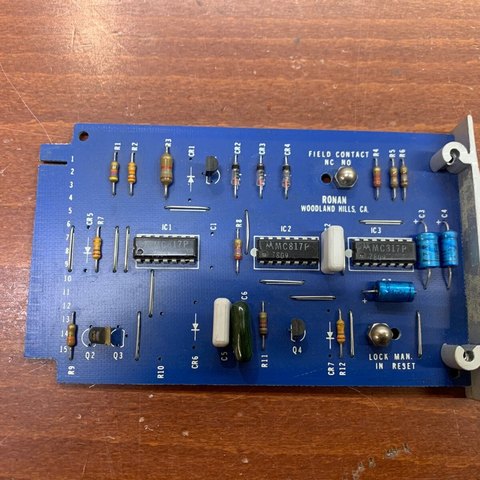 R1
R2
R3
CR1
CR2
CR3
CR4
FIELD CONTACT
NC NO
R4
R5
R6
1
2
3
4
5
6
7
8
9
10
11
12
13
14
15
RONAN
WOODLAND HILLS, CA.
CR5
R7
IC1
C1
R8
IC2
IC3
+
C3
C4
MC817P
MC817P
+
C6
C5
R9
Q2
Q3
R10
CR6
R11
Q4
CR7
R12
LOCK MAN.
IN RESET